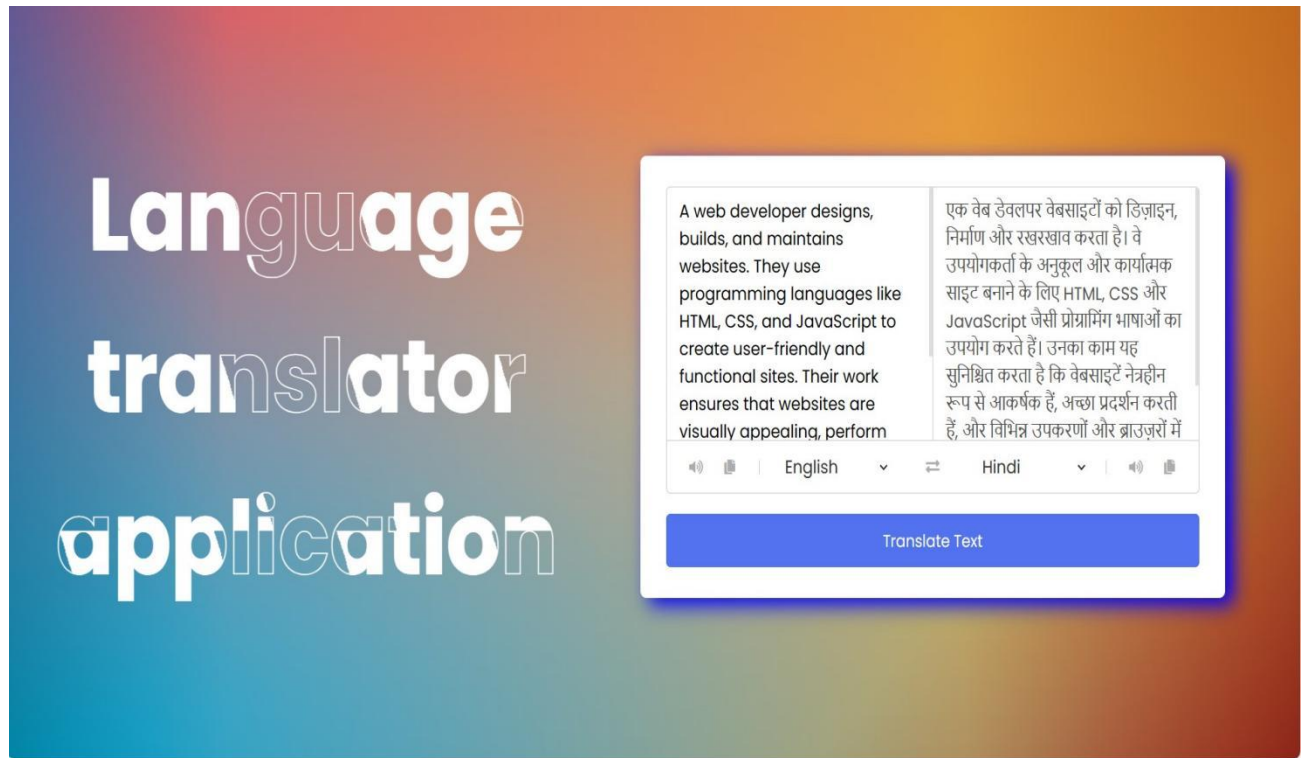 Language
translator
application
A web developer designs,
builds, and maintains
websites. They use
programming languages like
HTML, CSS, and JavaScript to
create user-friendly and
functional sites. Their work
ensures that websites are
visually appealing, perform
एक वेब डेवलपर वेबसाइटों को डिज़ाइन,
निर्माण और रखरखाव करता है। वे
उपयोगकर्ता के अनुकूल और कार्यात्मक
साइट बनाने के लिए HTML, CSS और
JavaScript जैसी प्रोग्रामिंग भाषाओं का
उपयोग करते हैं। उनका काम यह
सुनिश्चित करता है कि वेबसाइटें नेत्रहीन
रूप से आकर्षक हैं, अच्छा प्रदर्शन करती
हैं, और विभिन्न उपकरणों और ब्राउज़रों में
English
Hindi
Translate Text